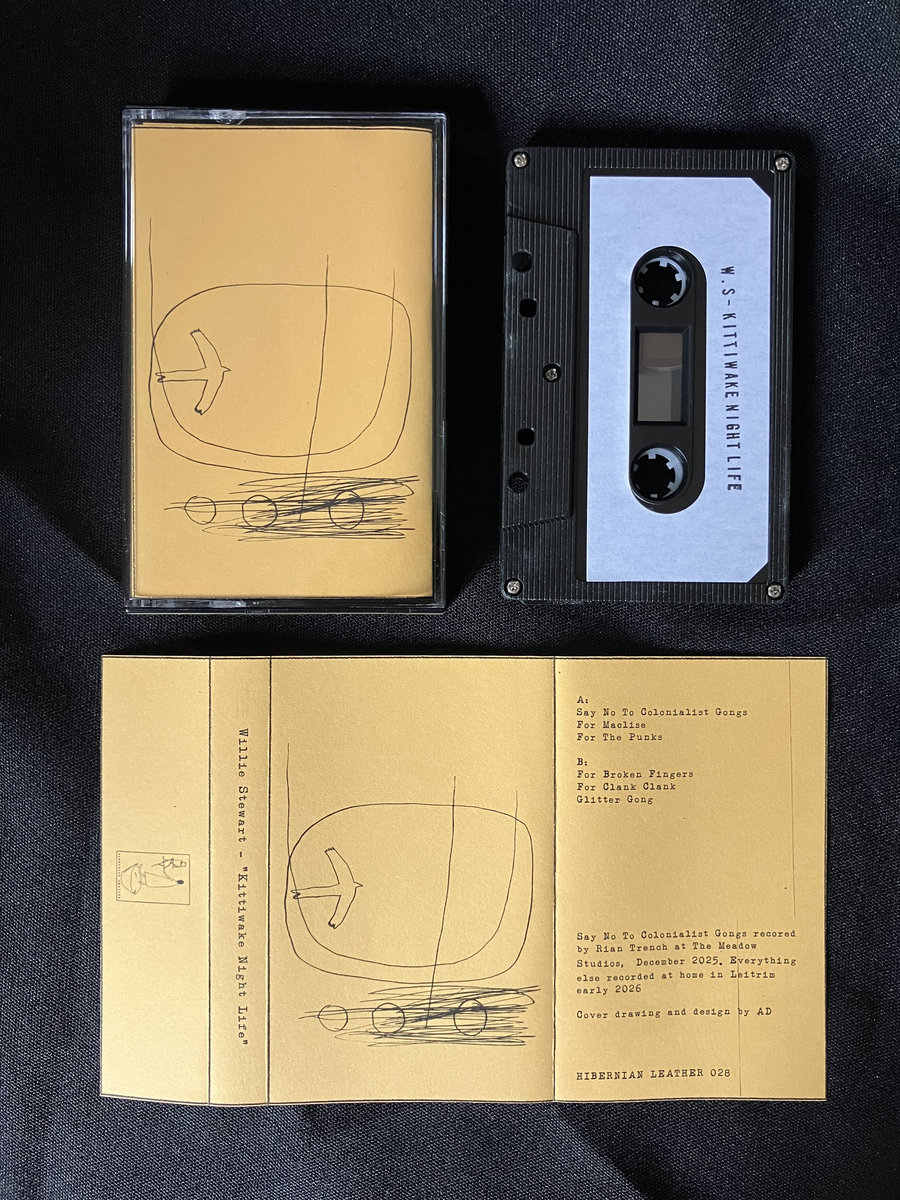 W.S - KITTIWAKE NIGHT LIFE
Willie Stewart - "Kittiwake Night Life"
A:
Say No To Colonialist Gongs
For Maclise
For The Punks
B:
For Broken Fingers
For Clank Clank
Glitter Gong
Say No To Colonialist Gongs recored
by Rian Trench at The Meadow
Studios, December 2025. Everything
else recorded at home in Leitrim
early 2026
Cover drawing and design by AD
HIBERNIAN LEATHER 028